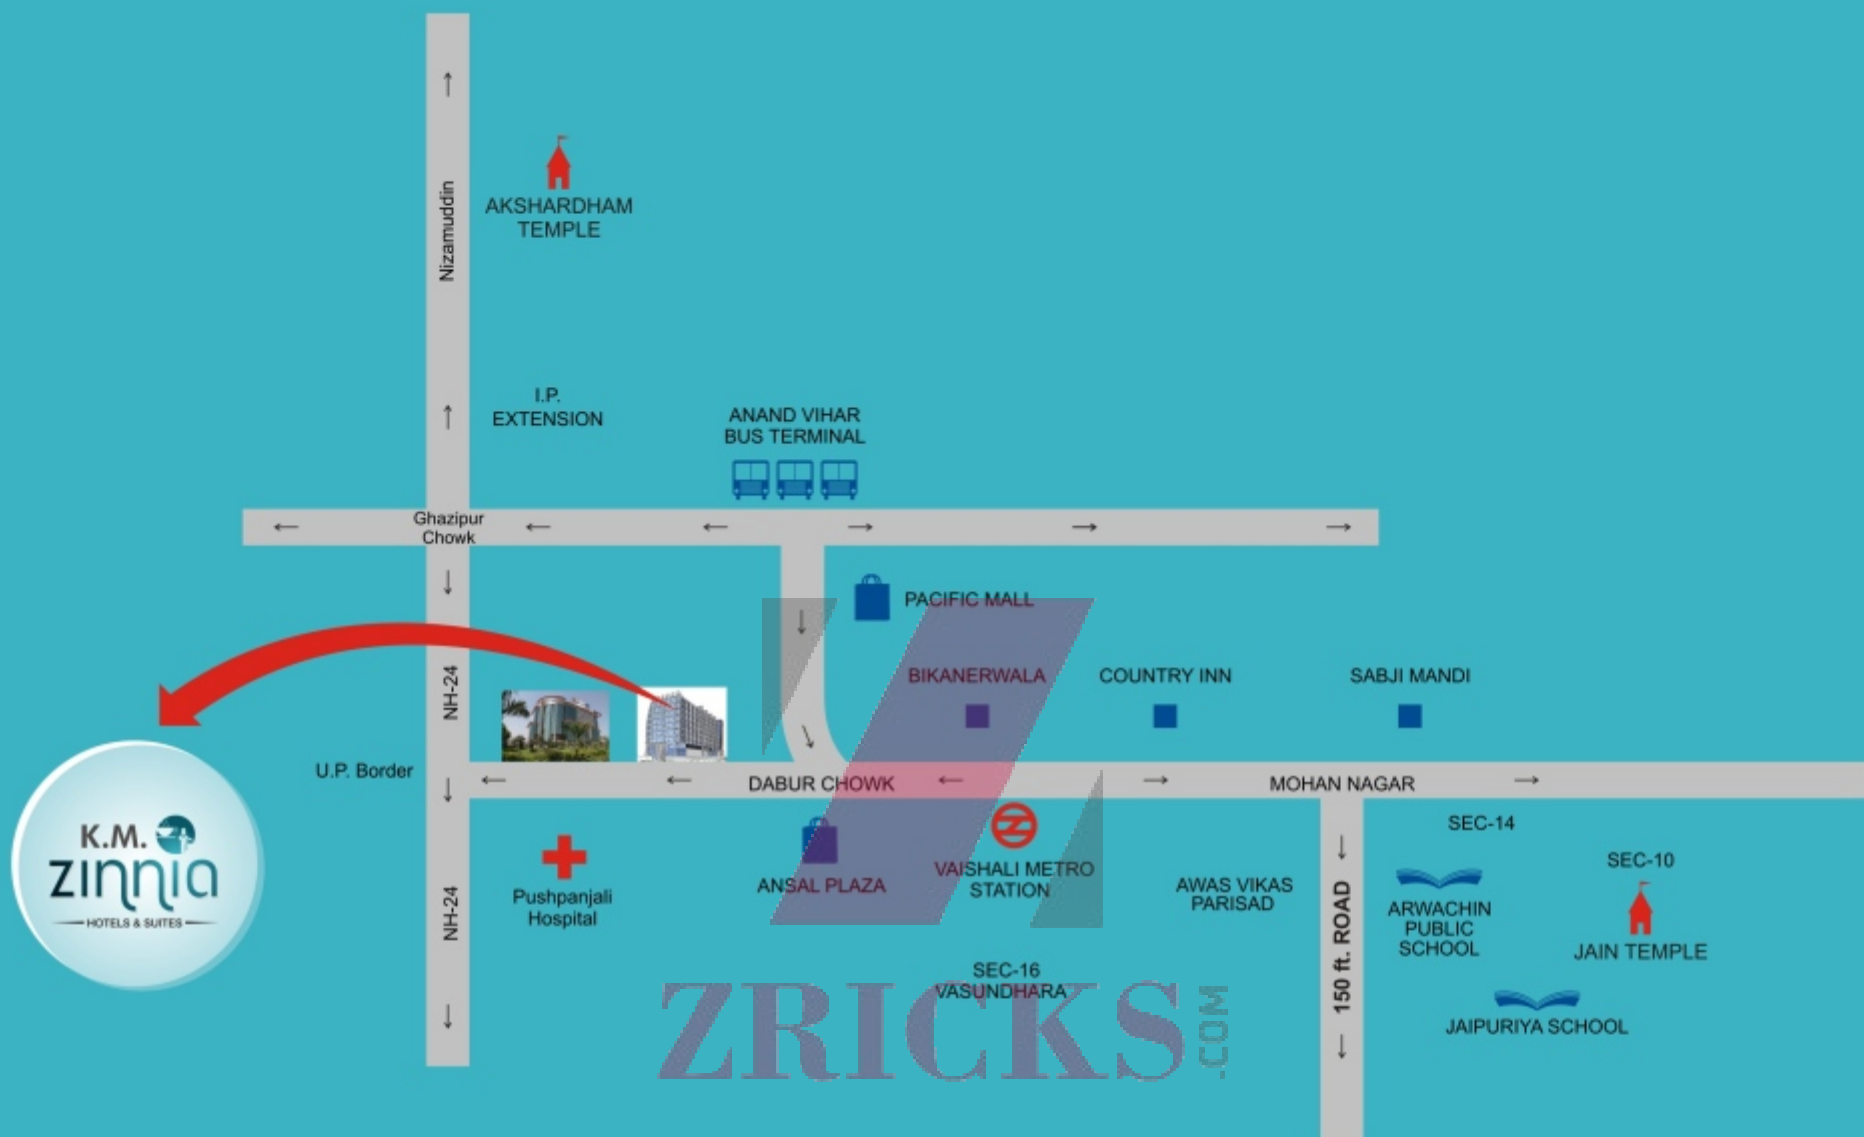 Nizamuddin
AKSHARDHAM
TEMPLE
I.P.
EXTENSION
ANAND VIHAR
BUS TERMINAL
Ghazipur
Chowk
PACIFIC MALL
NH-24
BIKANERWALA
COUNTRY INN
SABJI MANDI
U.P. Border
DABUR CHOWK
MOHAN NAGAR
K.M.
zinnia
HOTELS & SUITES
NH-24
Pushpanjali
Hospital
ANSAL PLAZA
VAISHALI METRO
STATION
AWAS VIKAS
PARISAD
150 ft. ROAD
SEC-14
SEC-10
ARWACHIN
PUBLIC
SCHOOL
JAIN TEMPLE
SEC-16
VASUNDHARA
JAIPURIYA SCHOOL
ZRICKS
.COM